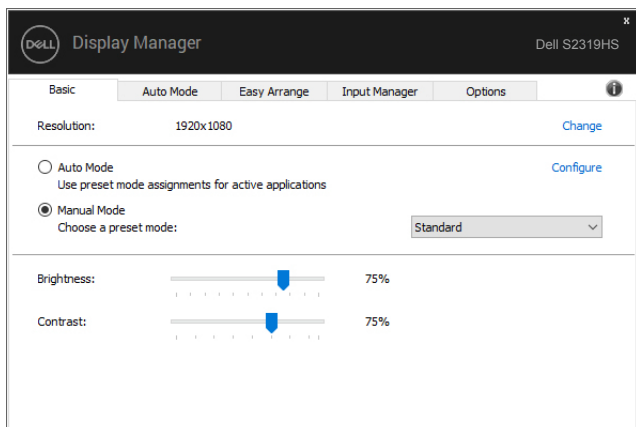 x
DELL Display Manager Dell S2319HS
Basic Auto Mode Easy Arrange Input Manager Options i
Resolution: 1920x1080 Change
Auto Mode Configure
Use preset mode assignments for active applications
Manual Mode
Choose a preset mode: Standard
Brightness: 75%
Contrast: 75%